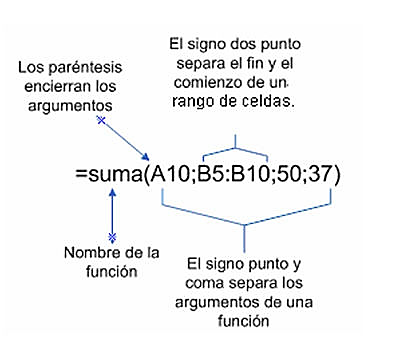 El signo dos punto
separa el fin y el
comienzo de un
rango de celdas.
Los paréntesis
encierran los
argumentos
=suma(A10;B5:B10;50;37)
Nombre de la
función
El signo punto y
coma separa los
argumentos de una
función